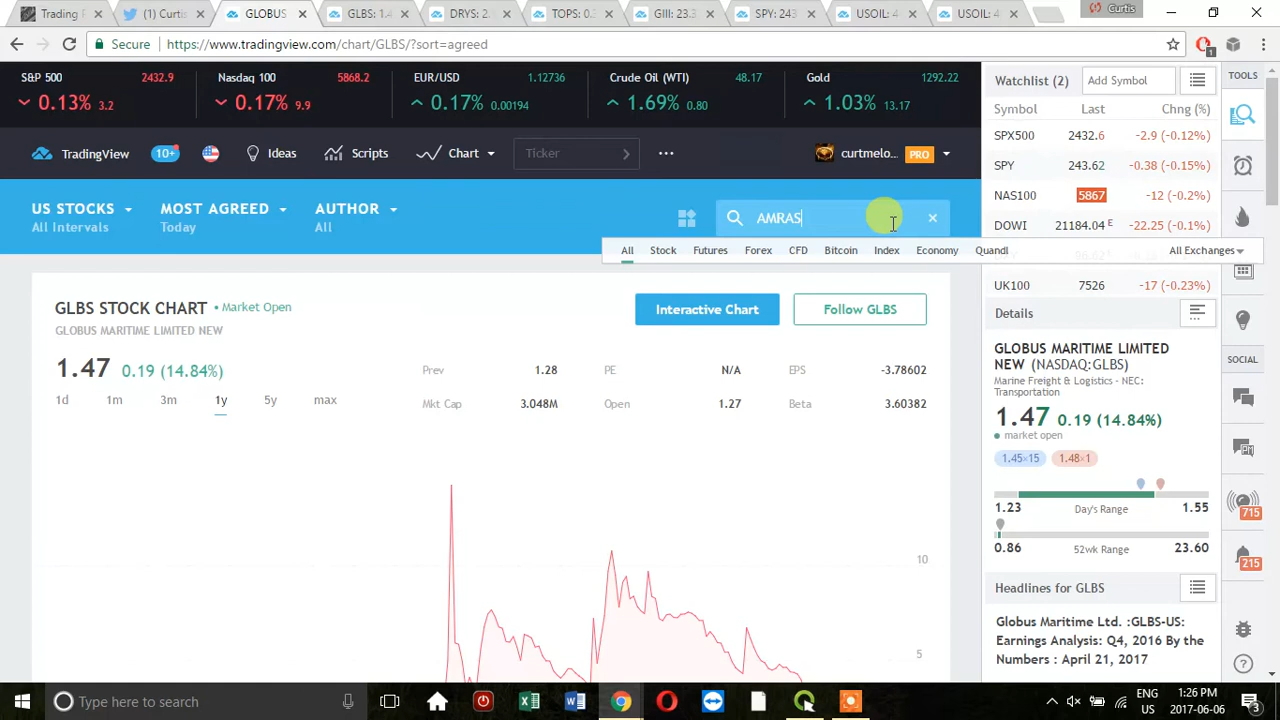 Trading F
(1) Curtis
GLOBUS
GLBS: 1.4
DRYS: 2.
TOPS: 0.
GIII: 23.3
SPY: 243
USOIL: 4
USOIL: 4
Curtis
Secure
https://www.tradingview.com/chart/GLBS/?sort=agreed
1
S&P 500 2432.9
0.13% 3.2
Nasdaq 100 5868.2
0.17% 9.9
EUR/USD 1.12736
0.17% 0.00194
Crude Oil (WTI) 48.17
1.69% 0.80
Gold 1292.22
1.03% 13.17
TradingView
10+
Ideas
Scripts
Chart
Ticker
curtmelo...
PRO
US STOCKS
All Intervals
MOST AGREED
Today
AUTHOR
All
AMRAS
All Stock Futures Forex CFD Bitcoin Index Economy Quandl All Exchanges
GLBS STOCK CHART • Market Open
GLOBUS MARITIME LIMITED NEW
Interactive Chart
Follow GLBS
1.47 0.19 (14.84%)
1d 1m 3m 1y 5y max
Prev 1.28 PE N/A EPS -3.78602
Mkt Cap 3.048M Open 1.27 Beta 3.60382
10
5
Watchlist (2)
Add Symbol
Symbol Last Chng (%)
SPX500 2432.6 -2.9 (-0.12%)
SPY 243.62 -0.38 (-0.15%)
NAS100 5867 -12 (-0.2%)
DOWI 21184.04 E -22.25 (-0.1%)
UK100 7526 -17 (-0.23%)
Details
GLOBUS MARITIME LIMITED
NEW (NASDAQ:GLBS)
Marine Freight & Logistics - NEC:
Transportation
1.47 0.19 (14.84%)
market open
1.45×15 1.48×1
1.23 Day's Range 1.55
0.86 52wk Range 23.60
Headlines for GLBS
Globus Maritime Ltd. :GLBS-US:
Earnings Analysis: Q4, 2016 By the
Numbers : April 21, 2017
TOOLS
SOCIAL
715
215
Type here to search
ENG
US
1:26 PM
2017-06-06
3